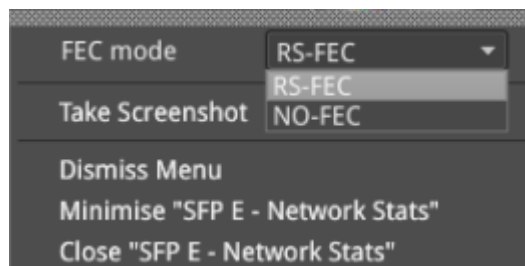 FEC mode RS-FEC
RS-FEC
Take Screenshot NO-FEC
Dismiss Menu
Minimise "SFP E - Network Stats"
Close "SFP E - Network Stats"